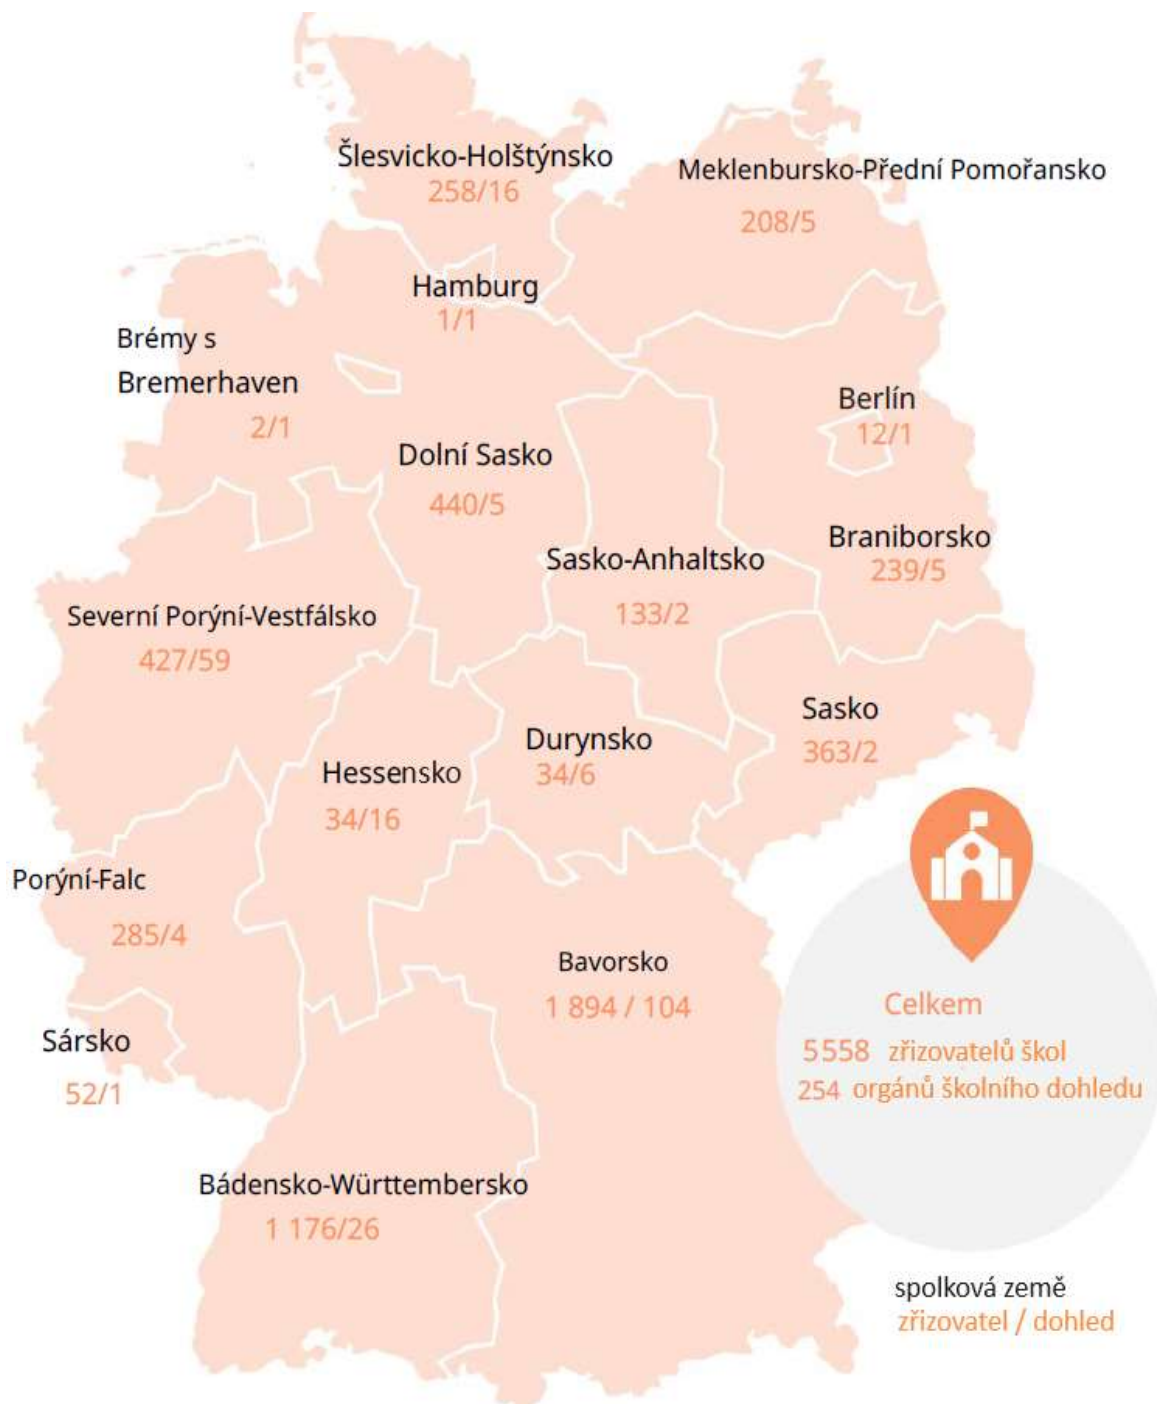 Šlesvicko-Holštýnsko
258/16
Meklenbursko-Přední Pomořansko
208/5
Hamburg
1/1
Brémy s
Bremerhaven
2/1
Berlín
12/1
Dolní Sasko
440/5
Braniborsko
239/5
Sasko-Anhaltsko
133/2
Severní Porýní-Vestfálsko
427/59
Sasko
363/2
Durynsko
34/6
Hessensko
34/16
Porýní-Falc
285/4
Bavorsko
1 894 / 104
Sársko
52/1
Bádensko-Württembersko
1 176/26
Celkem
5 558 zřizovatelů škol
254 orgánů školního dohledu
spolková země
zřizovatel / dohled